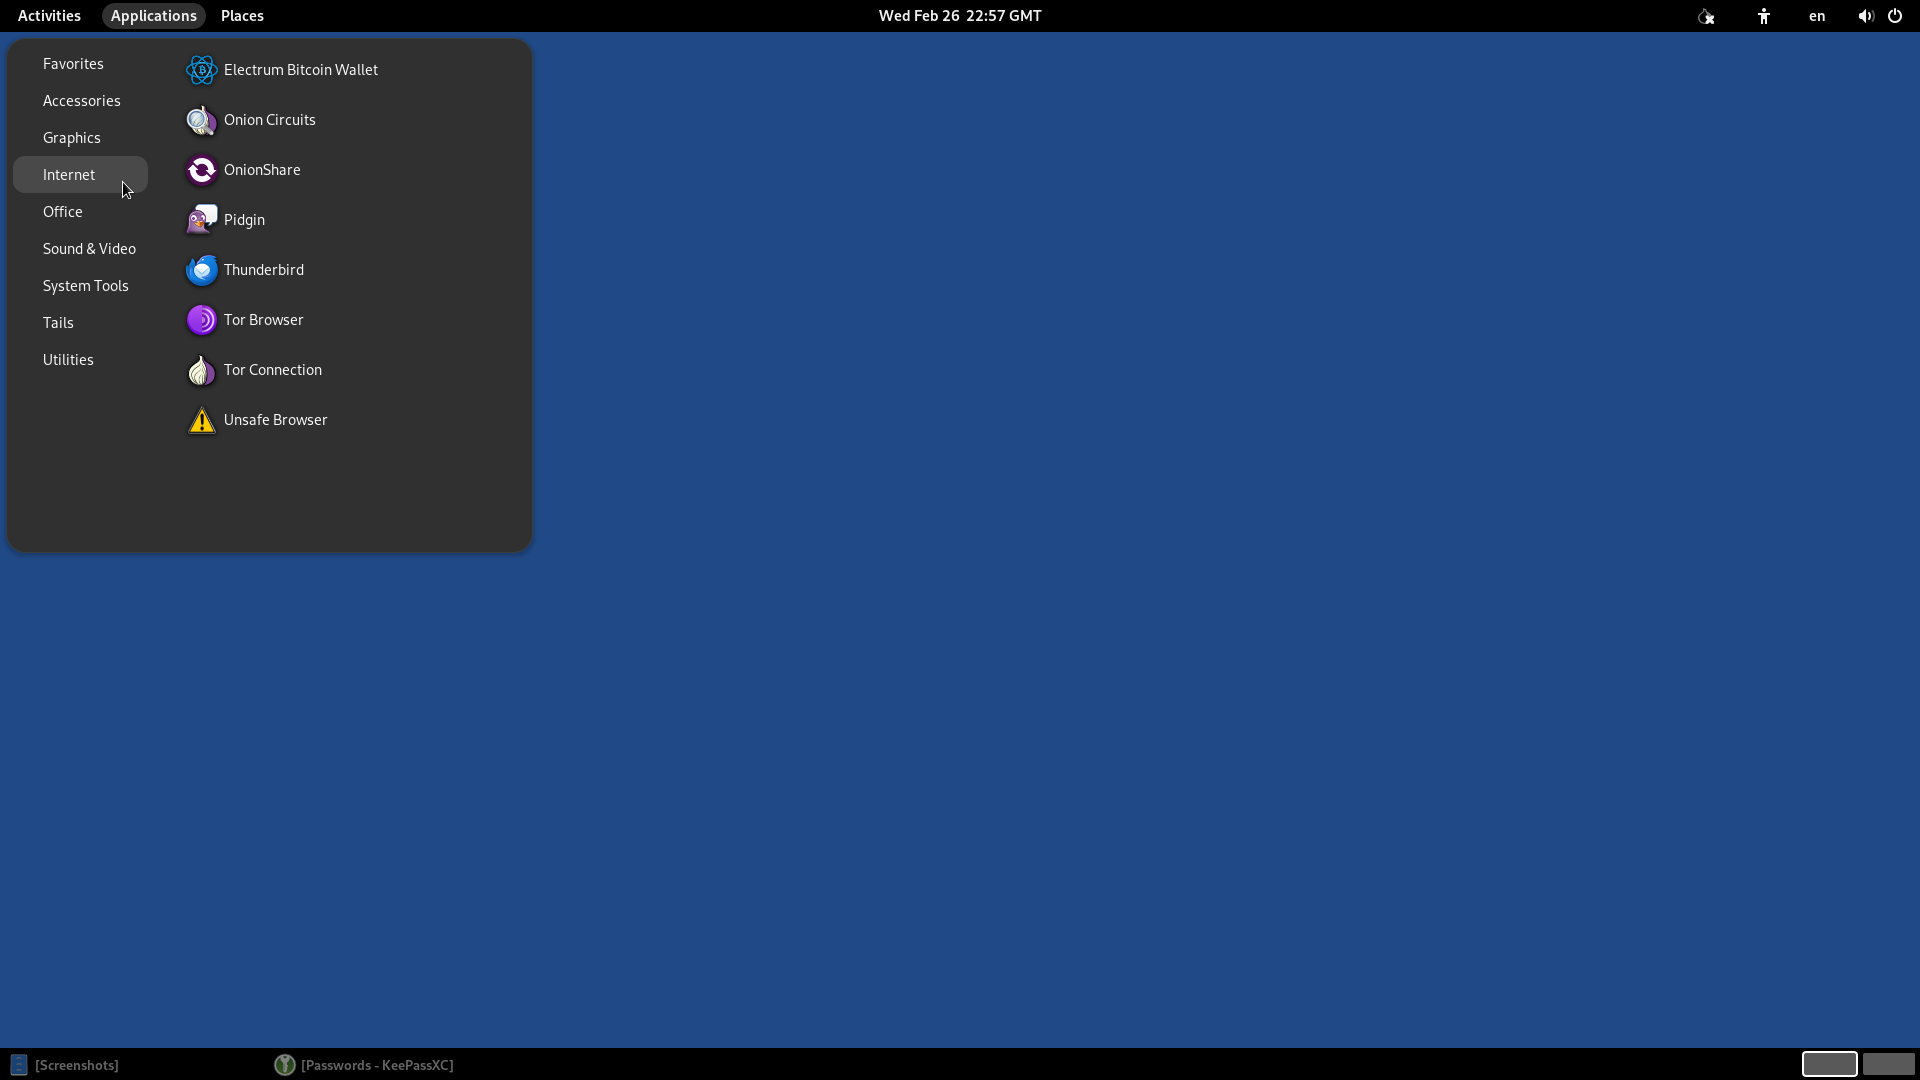 Activities Applications Places Wed Feb 26 22:57 GMT en
Favorites
Accessories
Graphics
Internet
Office
Sound & Video
System Tools
Tails
Utilities
Electrum Bitcoin Wallet
Onion Circuits
OnionShare
Pidgin
Thunderbird
Tor Browser
Tor Connection
Unsafe Browser
[Screenshots] [Passwords - KeePassXC]